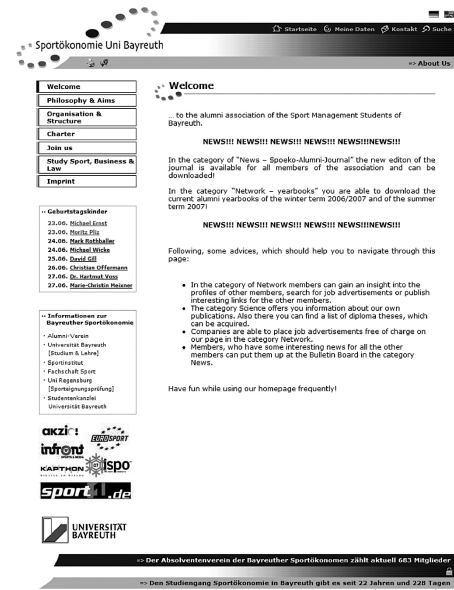 Startseite Meine Daten Kontakt Suche
Sportökonomie Uni Bayreuth
=> About Us
Welcome
Philosophy & Aims
Organisation &
Structure
Charter
Join us
Study Sport, Business &
Law
Imprint
Geburtstagskinder
23.06. Michael Ernst
23.06. Moritz Pliz
24.06. Mark Rothballer
24.06. Michael Wicke
25.06. David Gill
26.06. Christian Offermann
27.06. Dr. Hartmut Voss
27.06. Marie-Christin Meixner
Informationen zur
Bayreuther Sportökonomie
Alumni-Verein
Universität Bayreuth
[Studium & Lehre]
Sportinstitut
Fachschaft Sport
Uni Regensburg
[Sporteignungsprüfung]
Studentenkanzlei
Universität Bayreuth
akzio!
EUROSPORT
infront
KAPTHON
ispo
sport1.de
UNIVERSITÄT
BAYREUTH
Welcome
... to the alumni association of the Sport Management Students of
Bayreuth.
NEWS!!! NEWS!!! NEWS!!! NEWS!!! NEWS!!!NEWS!!!
In the category of "News – Spoeko-Alumni-Journal" the new editon of the
journal is available for all members of the association and can be
downloaded!
In the category "Network – yearbooks" you are able to download the
current alumni yearbooks of the winter term 2006/2007 and of the summer
term 2007!
NEWS!!! NEWS!!! NEWS!!! NEWS!!! NEWS!!!NEWS!!!
Following, some advices, which should help you to navigate through this
page:
• In the category of Network members can gain an insight into the
profiles of other members, search for job advertisements or publish
interesting links for the other members.
• The category Science offers you information about our own
publications. Also there you can find a list of diploma theses, which
can be acquired.
• Companies are able to place job advertisements free of charge on
our page in the category Network.
• Members, who have some interesting news for all the other
members can put them up at the Bulletin Board in the category
News.
Have fun while using our homepage frequently!
=> Der Absolventenverein der Bayreuther Sportökonomen zählt aktuell 683 Mitglieder
=> Den Studiengang Sportökonomie in Bayreuth gibt es seit 22 Jahren und 228 Tagen